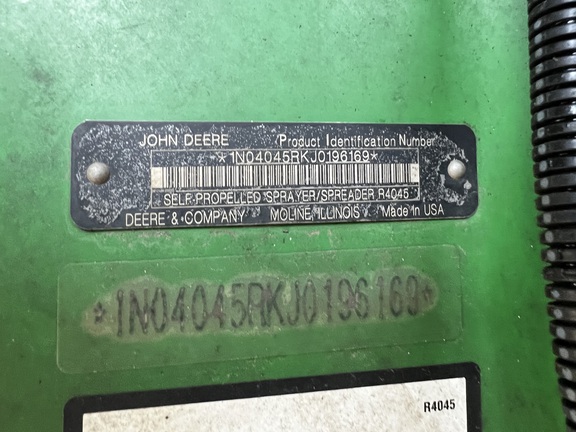 JOHN DEERE Product Identification Number
*1N04045RKJ0196169*
SELF-PROPELLED SPRAYER/SPREADER R4045
DEERE & COMPANY MOLINE, ILLINOIS Made In USA
*1N04045RKJ0196169*
R4045